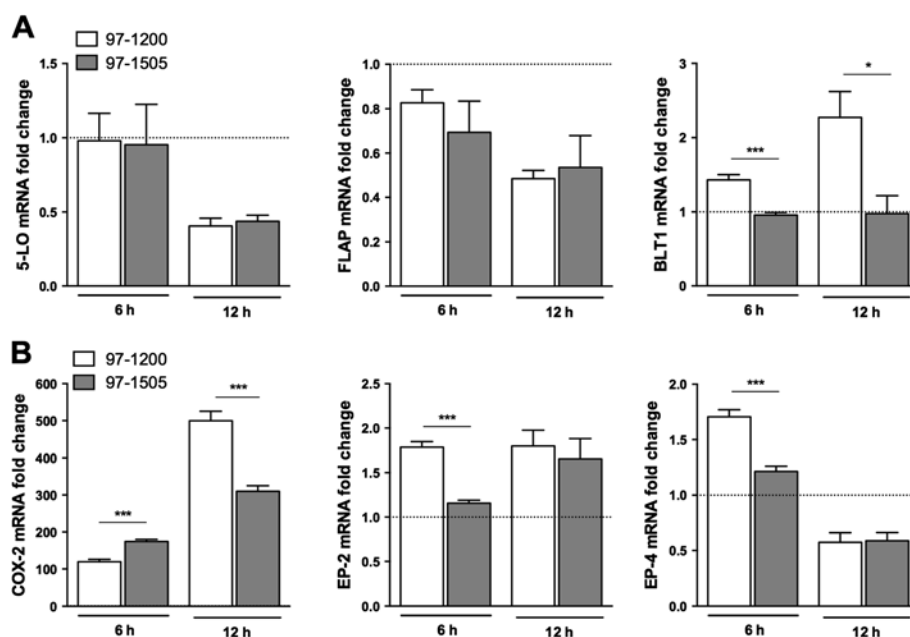 A
97-1200
97-1505
5-LO mRNA fold change
1.5
1.0
0.5
0.0
6 h
12 h
FLAP mRNA fold change
1.0
0.8
0.6
0.4
0.2
0.0
6 h
12 h
BLT1 mRNA fold change
3
2
1
0
***
*
6 h
12 h
B
97-1200
97-1505
COX-2 mRNA fold change
600
500
400
300
200
100
0
***
***
6 h
12 h
EP-2 mRNA fold change
2.5
2.0
1.5
1.0
0.5
0.0
***
6 h
12 h
EP-4 mRNA fold change
2.0
1.5
1.0
0.5
0.0
***
6 h
12 h